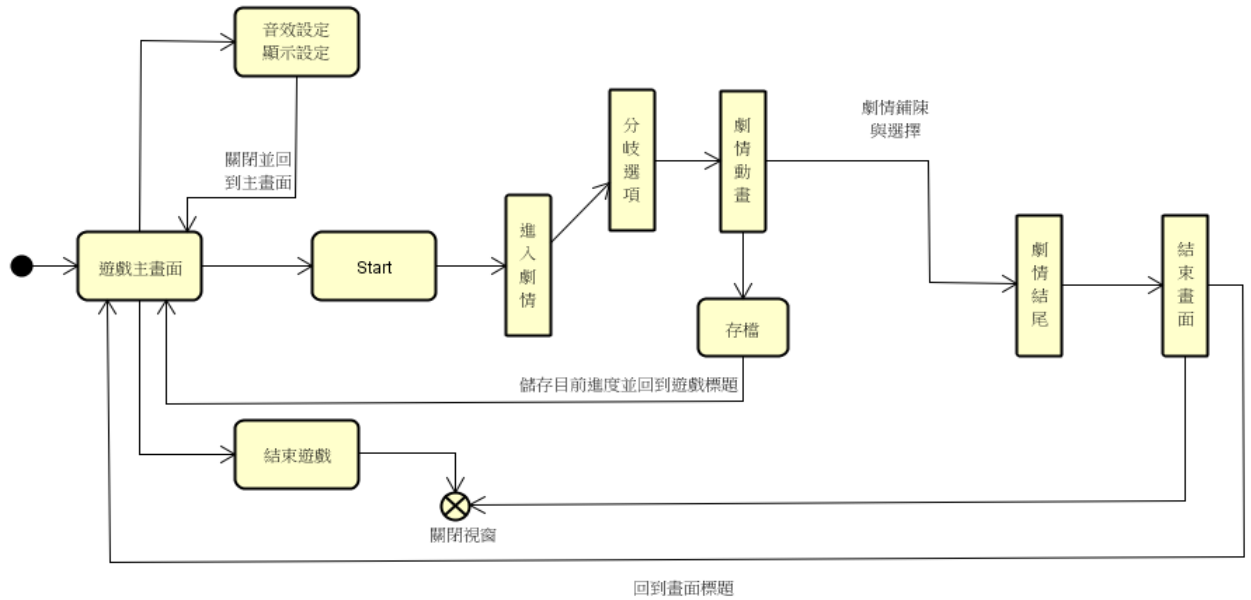 音效設定
顯示設定
關閉並回
到主畫面
遊戲主畫面
Start
進入劇情
分岐選項
劇情動畫
劇情鋪陳
與選擇
劇情結尾
結束畫面
存檔
儲存目前進度並回到遊戲標題
結束遊戲
關閉視窗
回到畫面標題